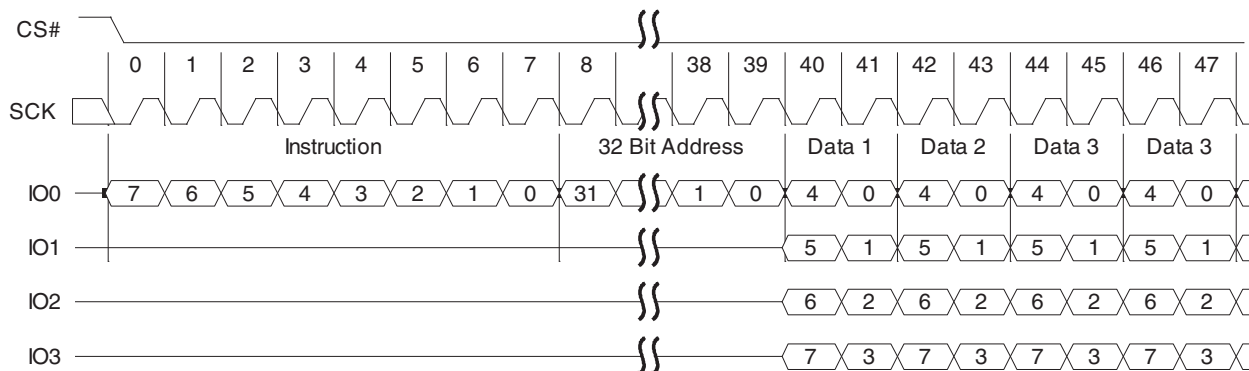 CS#
0 1 2 3 4 5 6 7 8 38 39 40 41 42 43 44 45 46 47
SCK
Instruction 32 Bit Address Data 1 Data 2 Data 3 Data 3
IO0 7 6 5 4 3 2 1 0 31 1 0 4 0 4 0 4 0 4 0
IO1 5 1 5 1 5 1 5 1
IO2 6 2 6 2 6 2 6 2
IO3 7 3 7 3 7 3 7 3